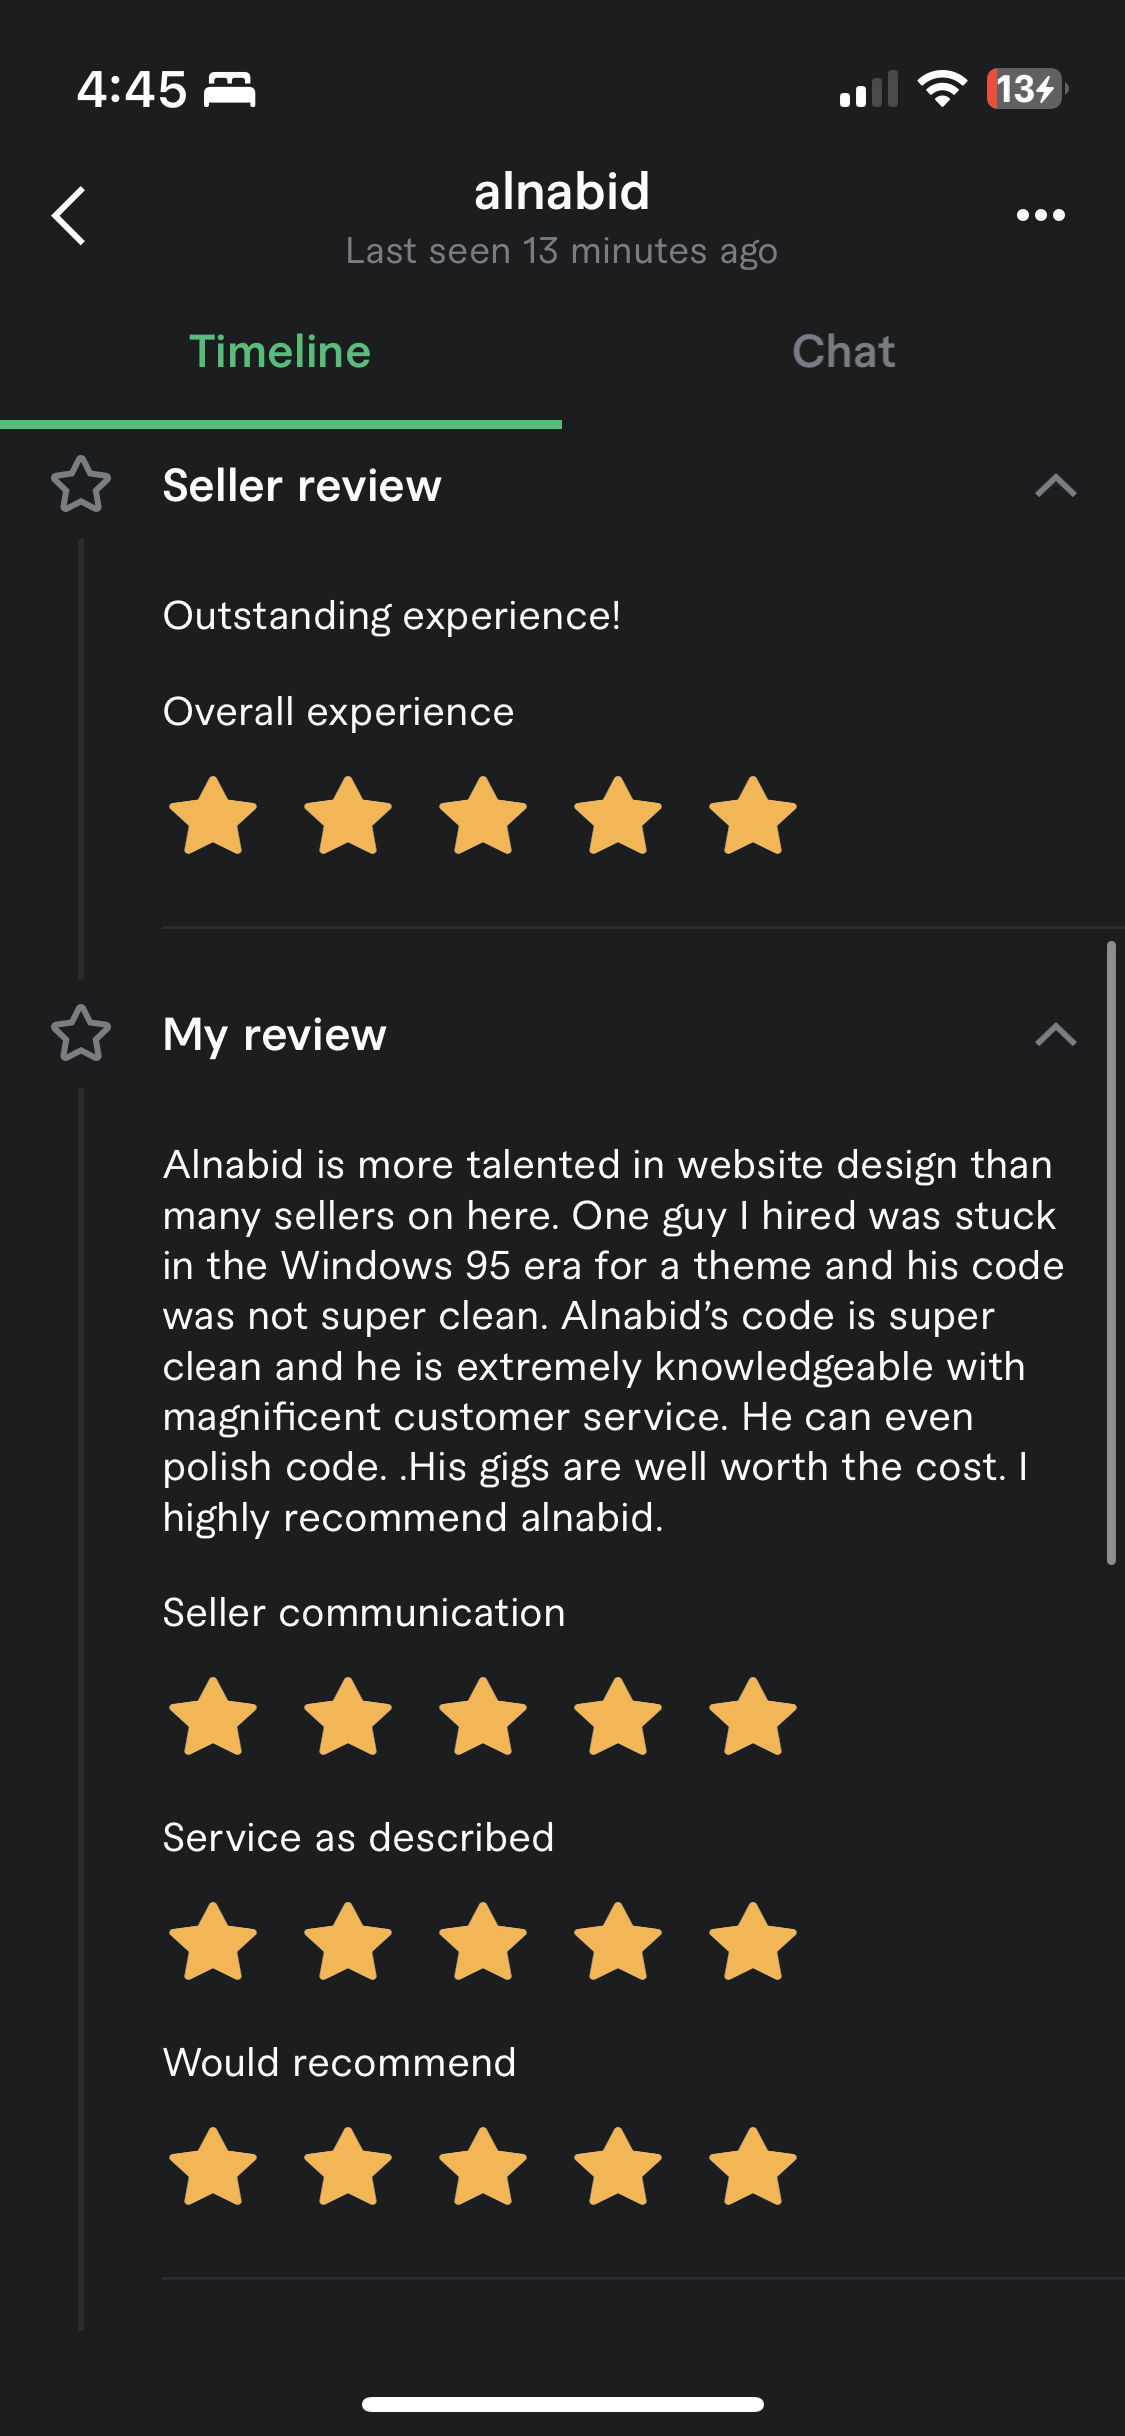 4:45
13
alnabid
Last seen 13 minutes ago
Timeline
Chat
Seller review
Outstanding experience!
Overall experience
My review
Alnabid is more talented in website design than
many sellers on here. One guy I hired was stuck
in the Windows 95 era for a theme and his code
was not super clean. Alnabid’s code is super
clean and he is extremely knowledgeable with
magnificent customer service. He can even
polish code. .His gigs are well worth the cost. I
highly recommend alnabid.
Seller communication
Service as described
Would recommend